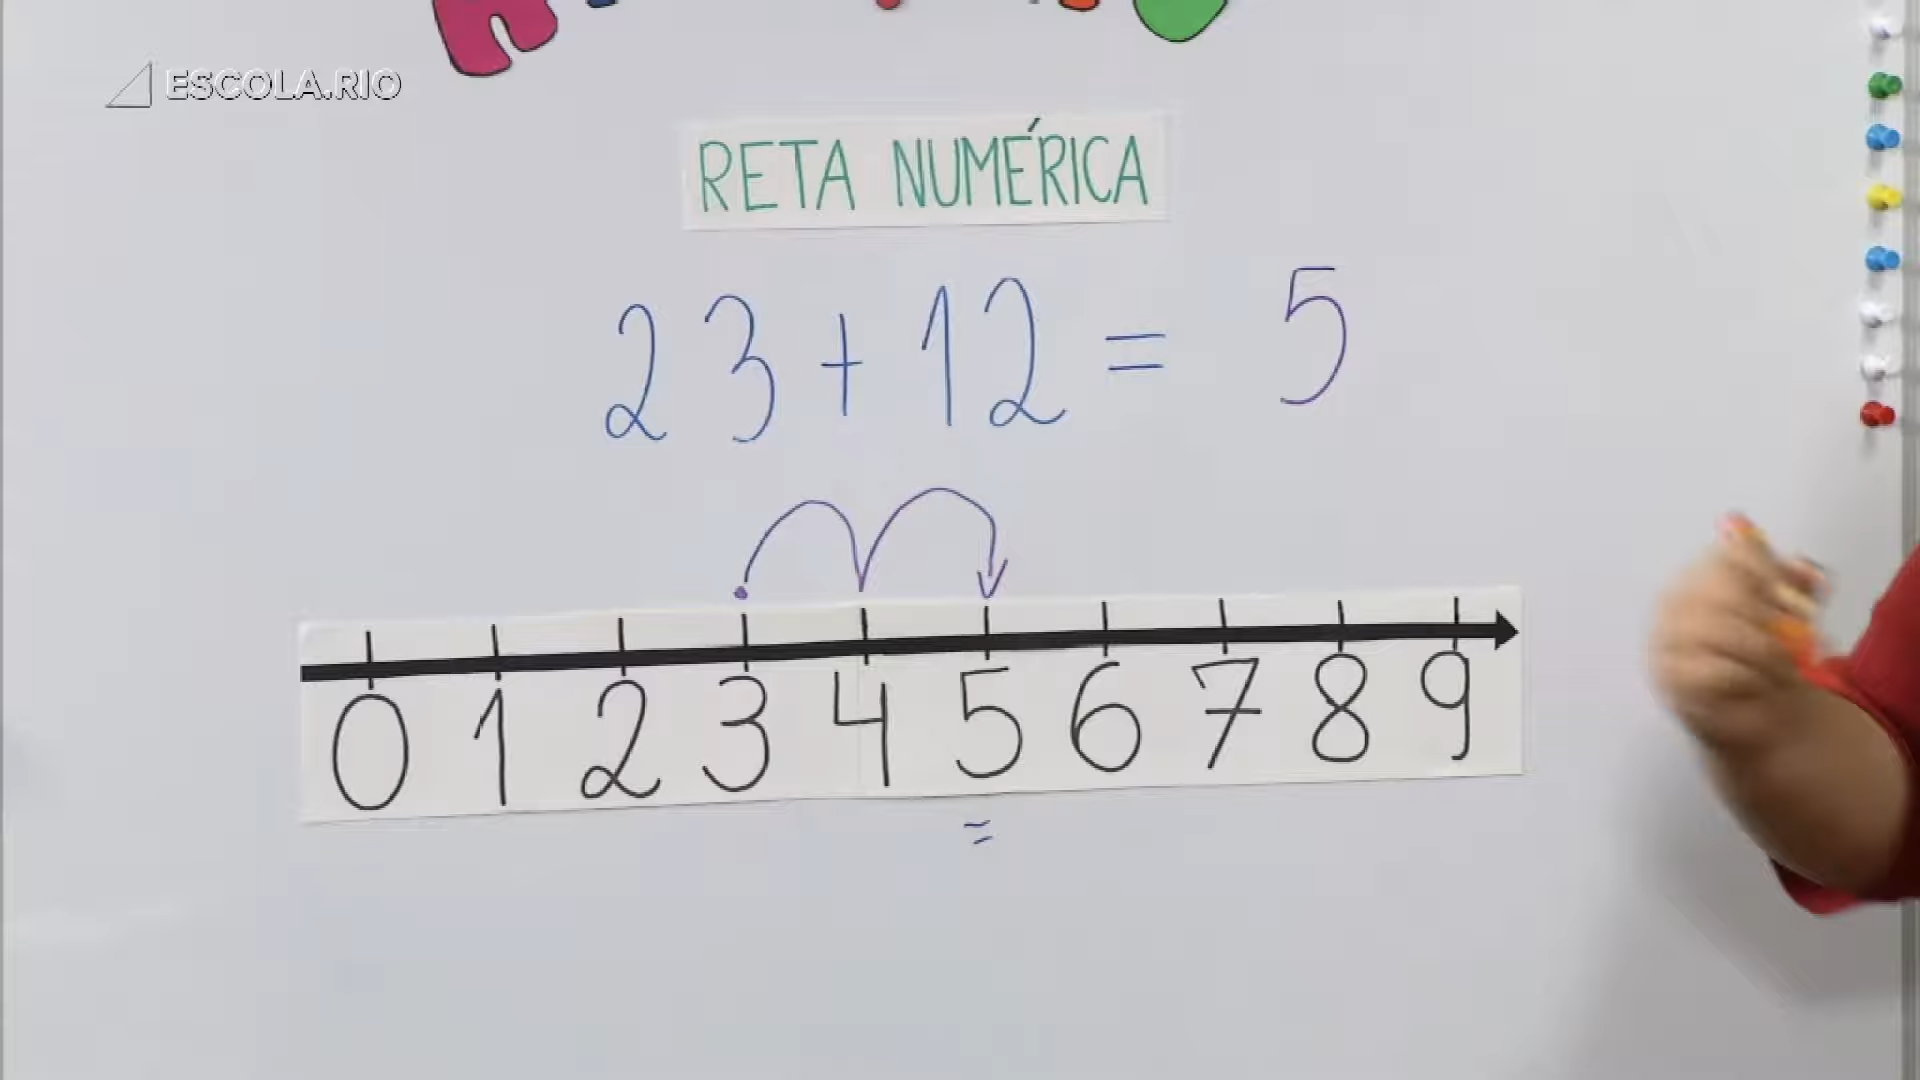 ESCOLA.RIO
RETA NUMÉRICA
23 + 12 = 5
0 1 2 3 4 5 6 7 8 9
=